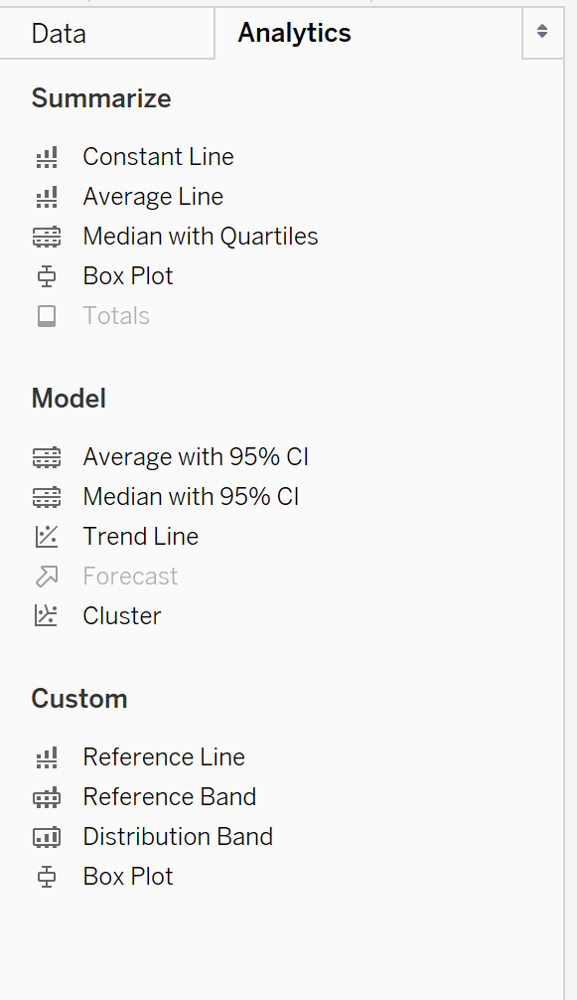 Data
Analytics
Summarize
Constant Line
Average Line
Median with Quartiles
Box Plot
Totals
Model
Average with 95% CI
Median with 95% CI
Trend Line
Forecast
Cluster
Custom
Reference Line
Reference Band
Distribution Band
Box Plot